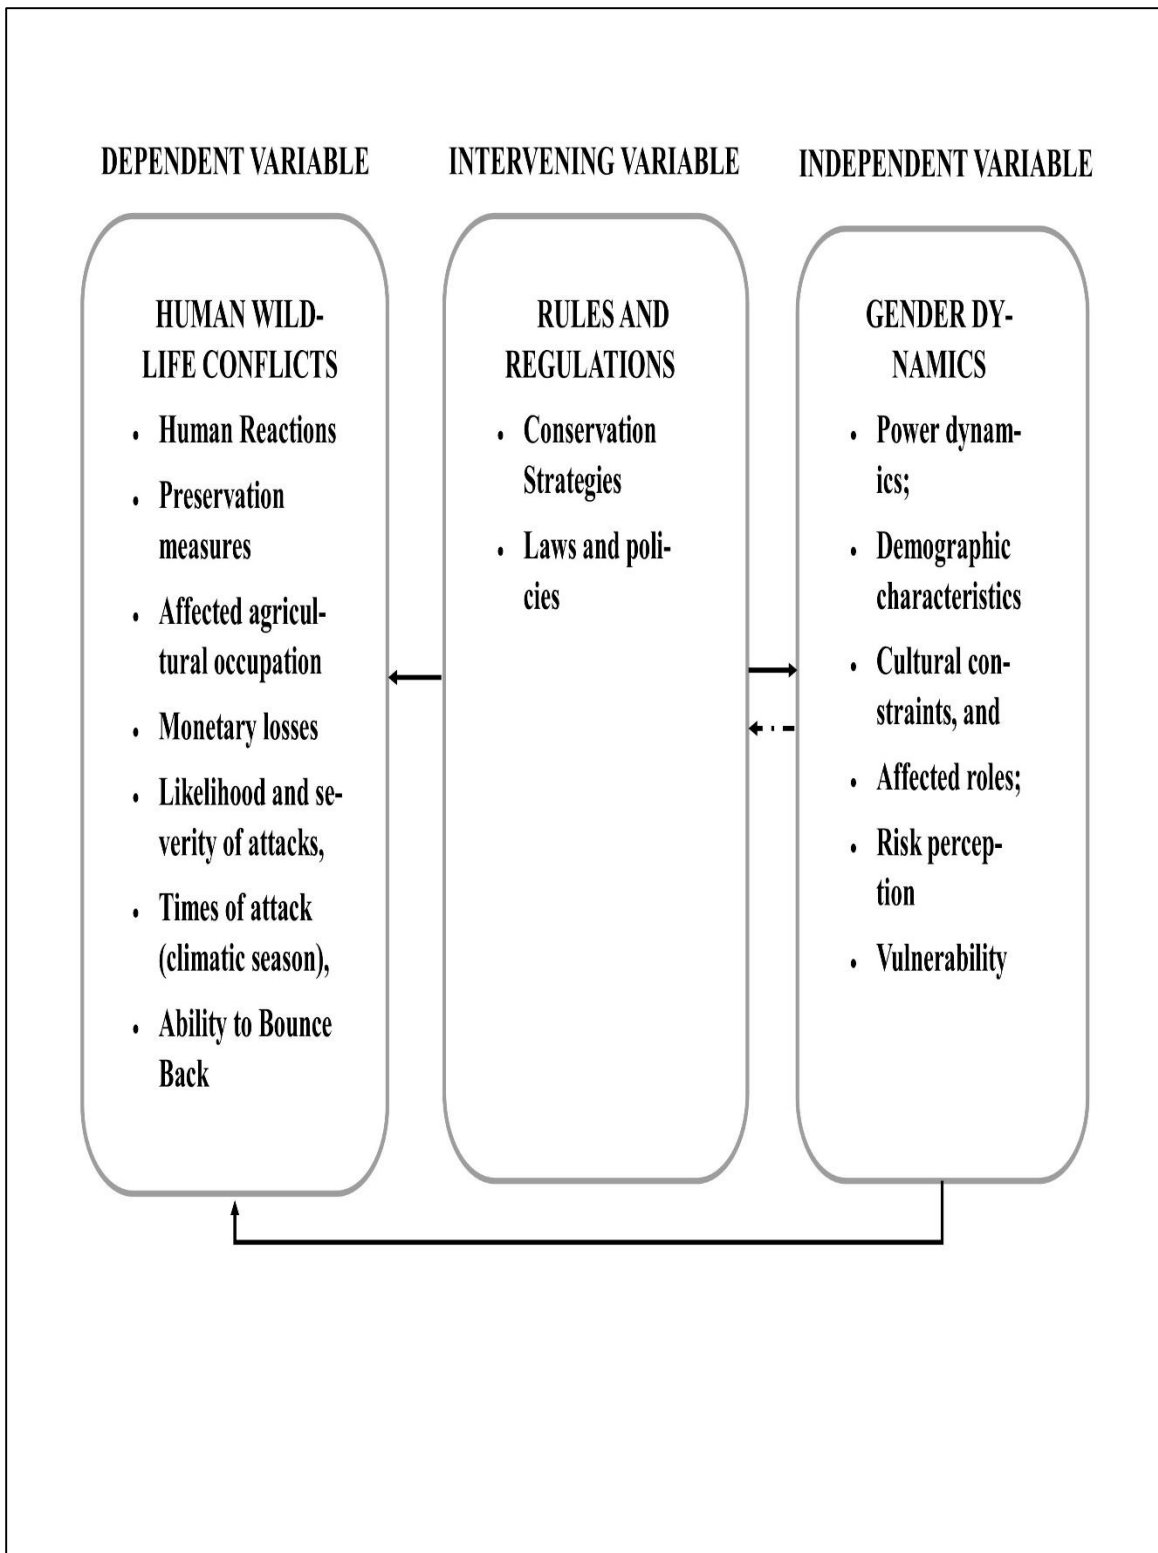 DEPENDENT VARIABLE
INTERVENING VARIABLE
INDEPENDENT VARIABLE
HUMAN WILD-
LIFE CONFLICTS
• Human Reactions
• Preservation
measures
• Affected agricul-
tural occupation
• Monetary losses
• Likelihood and se-
verity of attacks,
• Times of attack
(climatic season),
• Ability to Bounce
Back
RULES AND
REGULATIONS
• Conservation
Strategies
• Laws and poli-
cies
GENDER DY-
NAMICS
• Power dynam-
ics;
• Demographic
characteristics
• Cultural con-
straints, and
• Affected roles;
• Risk percep-
tion
• Vulnerability